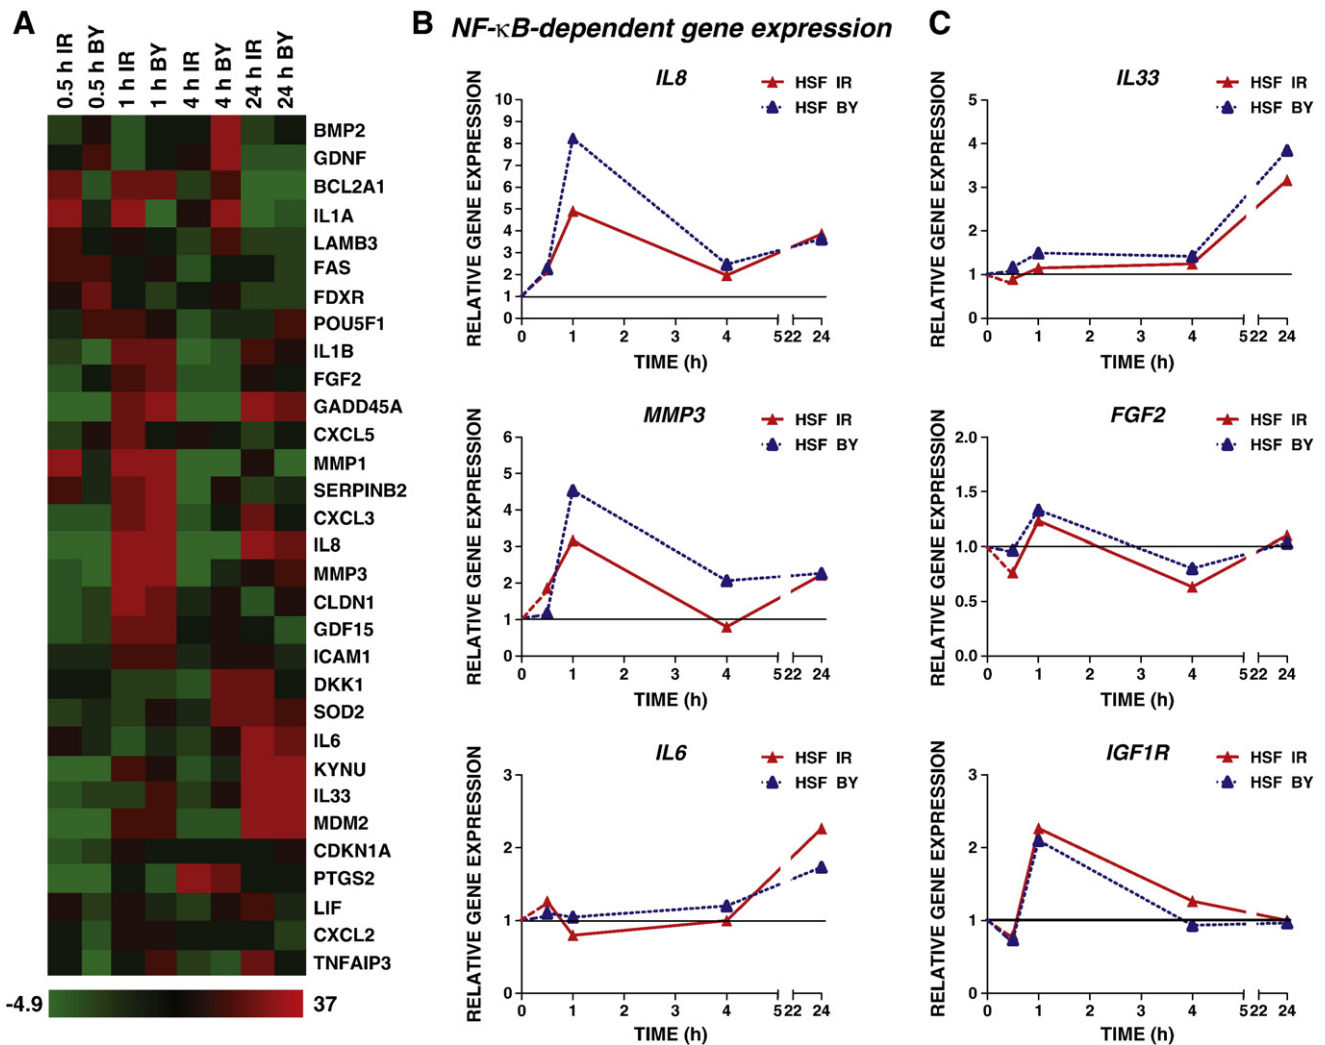 A
0.5 h IR
0.5 h BY
1 h IR
1 h BY
4 h IR
4 h BY
24 h IR
24 h BY
BMP2
GDNF
BCL2A1
IL1A
LAMB3
FAS
FDXR
POU5F1
IL1B
FGF2
GADD45A
CXCL5
MMP1
SERPINB2
CXCL3
IL8
MMP3
CLDN1
GDF15
ICAM1
DKK1
SOD2
IL6
KYNU
IL33
MDM2
CDKN1A
PTGS2
LIF
CXCL2
TNFAIP3
-4.9 37
B NF-κB-dependent gene expression
IL8
HSF IR
HSF BY
RELATIVE GENE EXPRESSION
10
9
8
7
6
5
4
3
2
1
0
0 1 2 3 4 5 22 24
TIME (h)
MMP3
HSF IR
HSF BY
RELATIVE GENE EXPRESSION
6
5
4
3
2
1
0
0 1 2 3 4 5 22 24
TIME (h)
IL6
HSF IR
HSF BY
RELATIVE GENE EXPRESSION
3
2
1
0
0 1 2 3 4 5 22 24
TIME (h)
C
IL33
HSF IR
HSF BY
RELATIVE GENE EXPRESSION
5
4
3
2
1
0
0 1 2 3 4 5 22 24
TIME (h)
FGF2
HSF IR
HSF BY
RELATIVE GENE EXPRESSION
2.0
1.5
1.0
0.5
0.0
0 1 2 3 4 5 22 24
TIME (h)
IGF1R
HSF IR
HSF BY
RELATIVE GENE EXPRESSION
3
2
1
0
0 1 2 3 4 5 22 24
TIME (h)